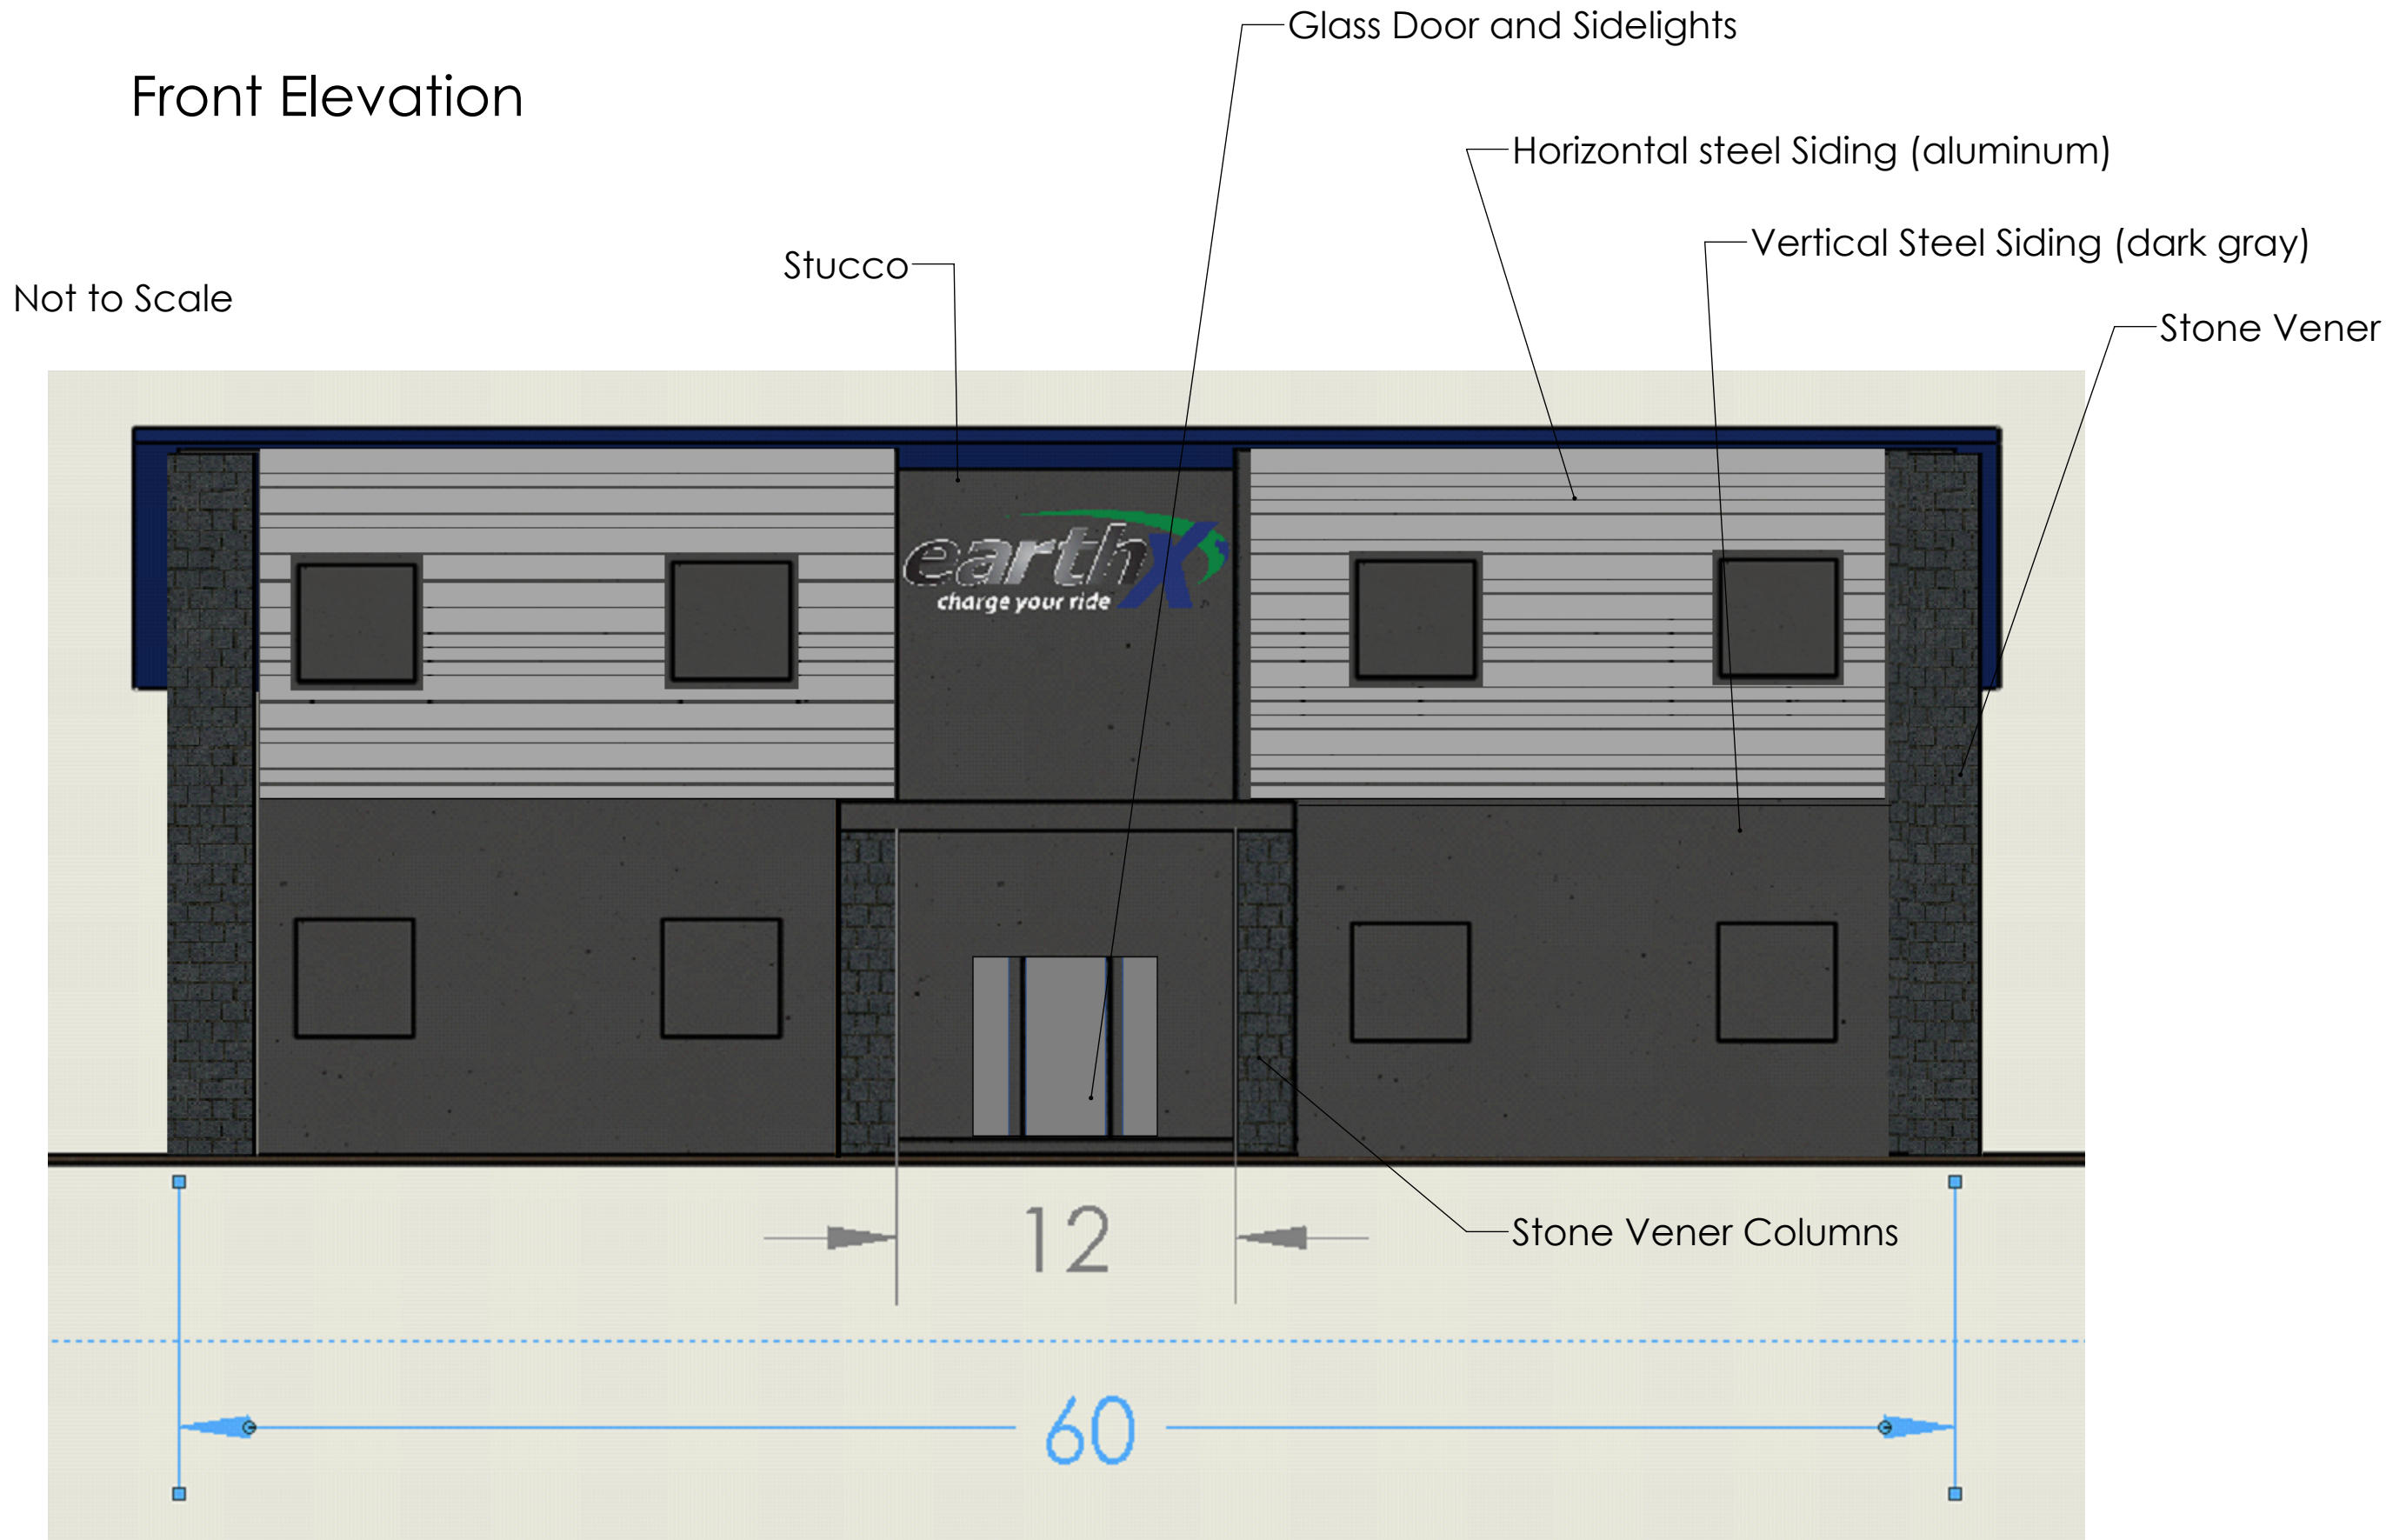 Glass Door and Sidelights
Front Elevation
Horizontal steel Siding (aluminum)
Vertical Steel Siding (dark gray)
Stucco
Not to Scale
Stone Vener
earthX
charge your ride
12
Stone Vener Columns
60